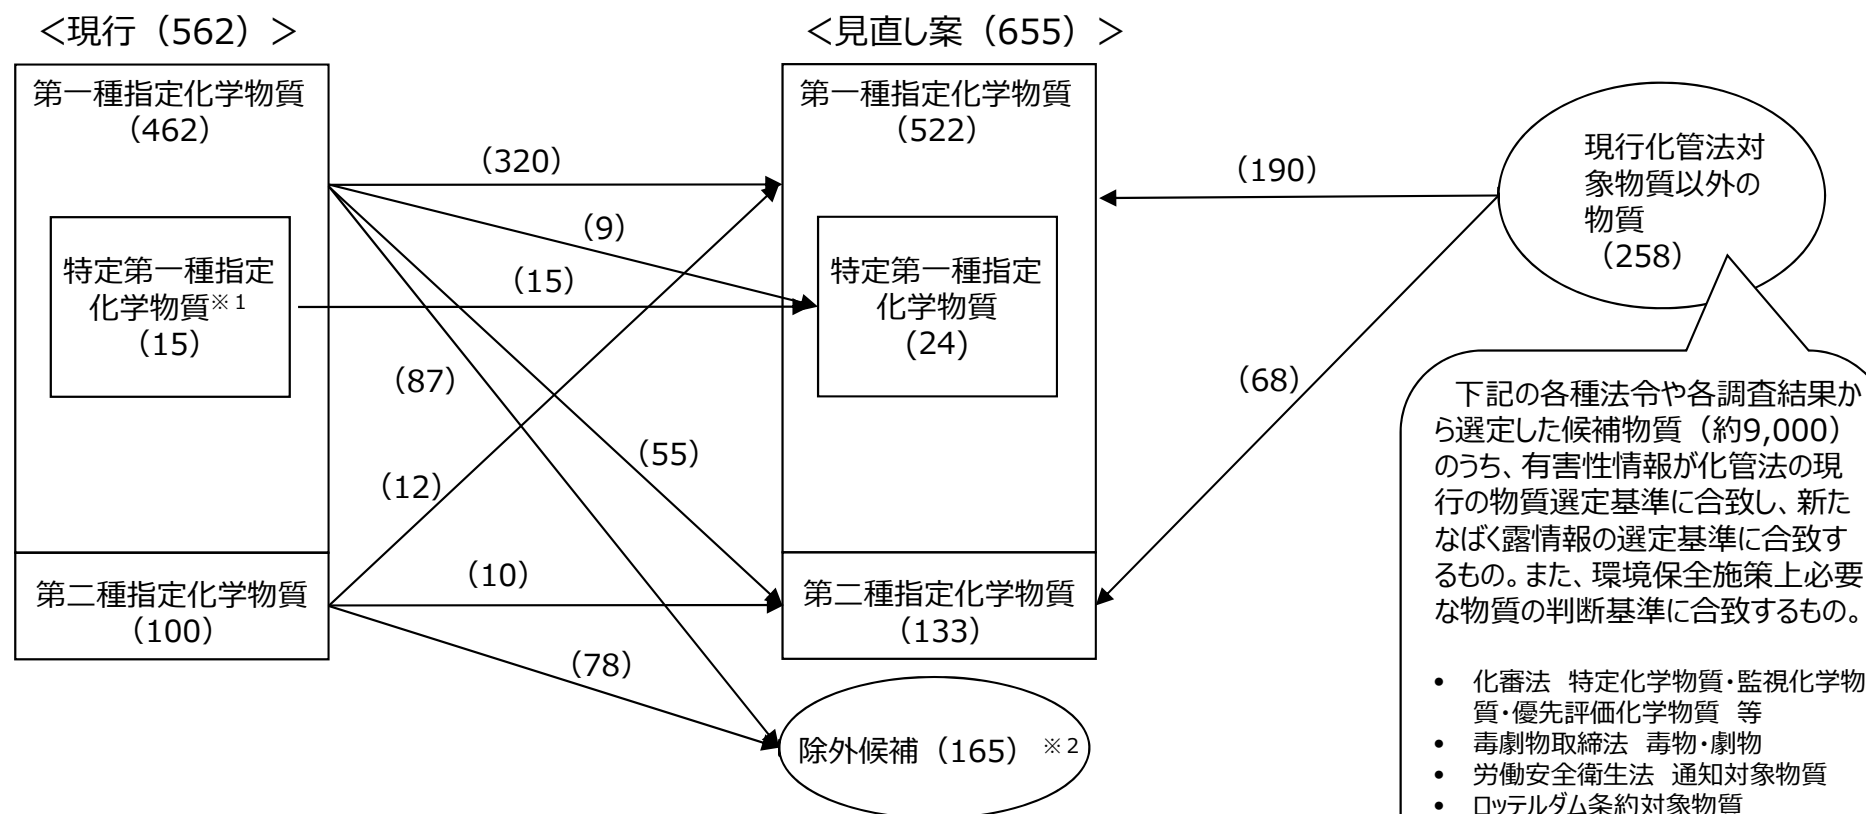 ＜現行（562）＞
第一種指定化学物質
（462）
特定第一種指定
化学物質※１
（15）
第二種指定化学物質
（100）
（320）
（9）
（15）
（87）
（55）
（12）
（10）
（78）
＜見直し案（655）＞
第一種指定化学物質
（522）
特定第一種指定
化学物質
（24）
第二種指定化学物質
（133）
除外候補（165）※２
（190）
（68）
現行化管法対
象物質以外の
物質
（258）
下記の各種法令や各調査結果か
ら選定した候補物質（約9,000）
のうち、有害性情報が化管法の現
行の物質選定基準に合致し、新た
なばく露情報の選定基準に合致す
るもの。また、環境保全施策上必要
な物質の判断基準に合致するもの。
• 化審法　特定化学物質・監視化学物
質・優先評価化学物質　等
• 毒劇物取締法　毒物・劇物
• 労働安全衛生法　通知対象物質
• ロッテルダム条約対象物質